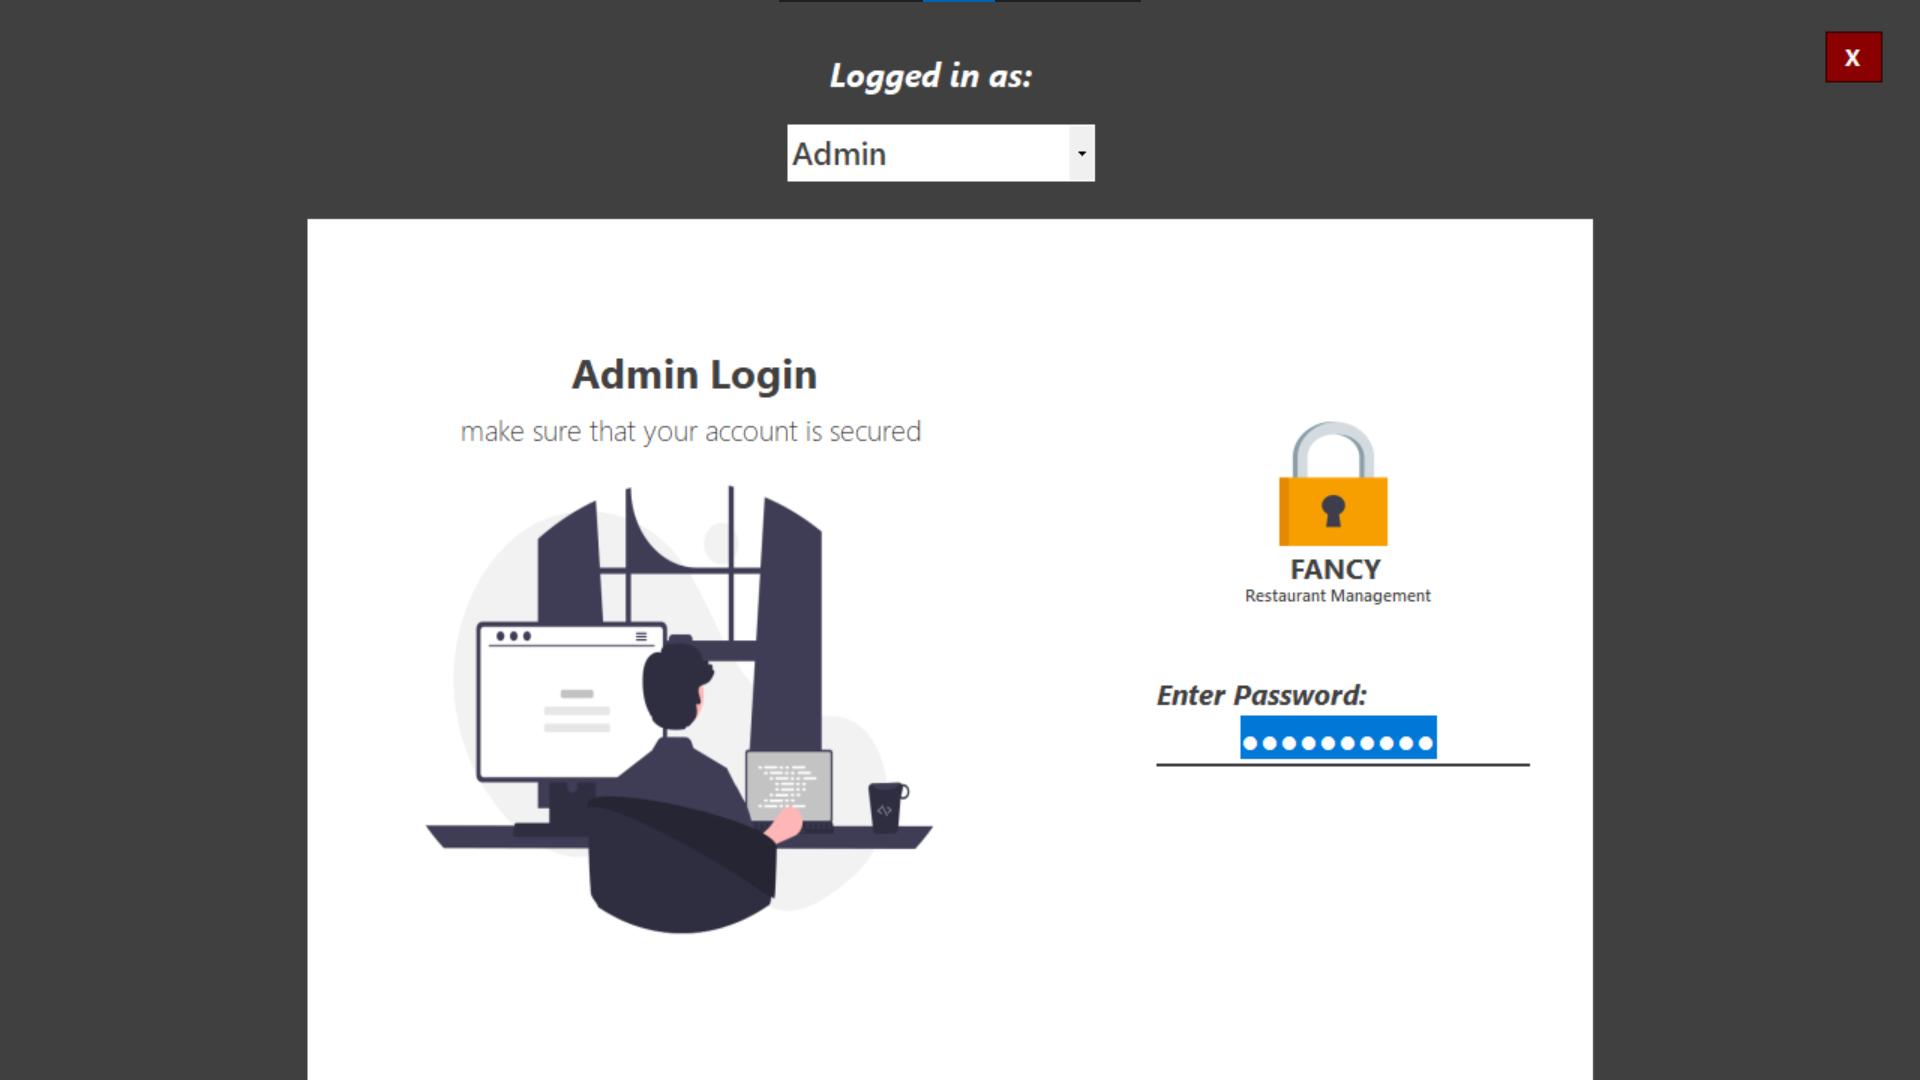 Logged in as:
X
Admin
Admin Login
make sure that your account is secured
FANCY
Restaurant Management
Enter Password:
●●●●●●●●●●